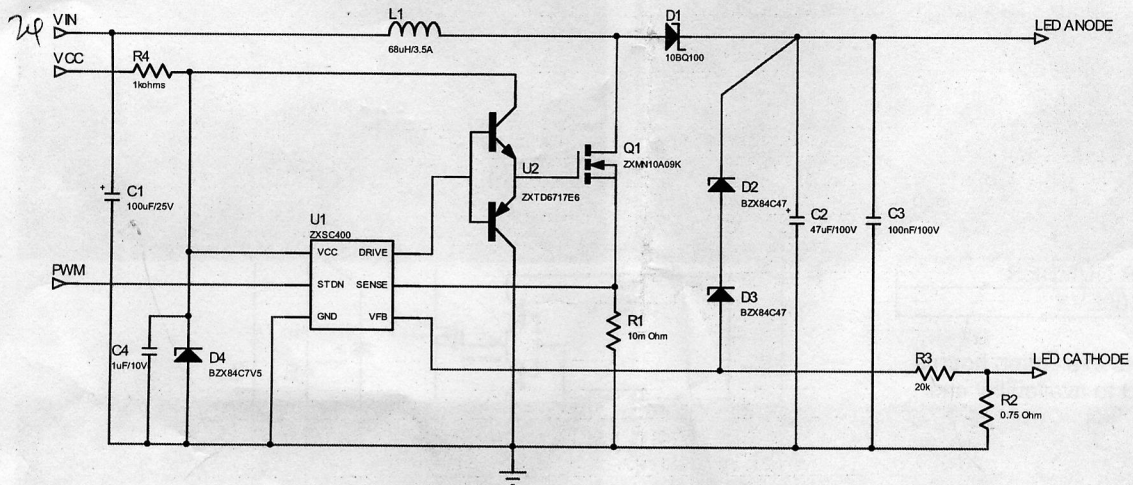 24
VIN
L1
68uH/3.5A
D1
10BQ100
LED ANODE
VCC
R4
1kohms
Q1
ZXMN10A09K
U2
ZXTD6717E6
D2
BZX84C47
C1
100uF/25V
+
C2
47uF/100V
+
C3
100nF/100V
U1
ZXSC400
VCC
DRIVE
PWM
STDN
SENSE
GND
VFB
D3
BZX84C47
R1
10m Ohm
C4
1uF/10V
D4
BZX84C7V5
R3
20k
LED CATHODE
R2
0.75 Ohm